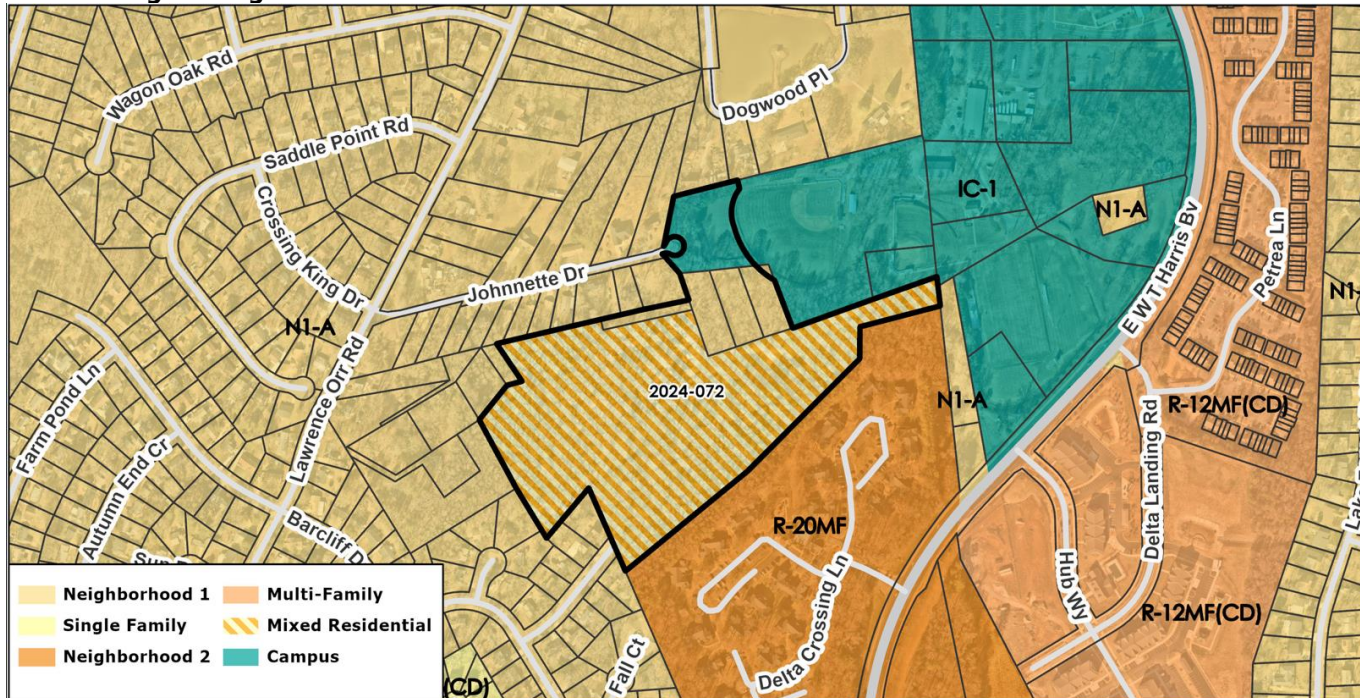 Wagon Oak Rd
Dogwood Pl
Saddle Point Rd
IC-1
N1-A
Crossing King Dr
E W T Harris Bv
Petrea Ln
Johnnette Dr
N1-A
N1-A
Lawrence Orr Rd
2024-072
Farm Pond Ln
N1-A
R-12MF(CD)
Autumn End Cr
Delta Landing Rd
Barcliff D
R-20MF
Hub Wy
Neighborhood 1
Multi-Family
Single Family
Mixed Residential
Neighborhood 2
Campus
R-12MF(CD)
Fall Ct
Delta Crossing Ln
(CD)